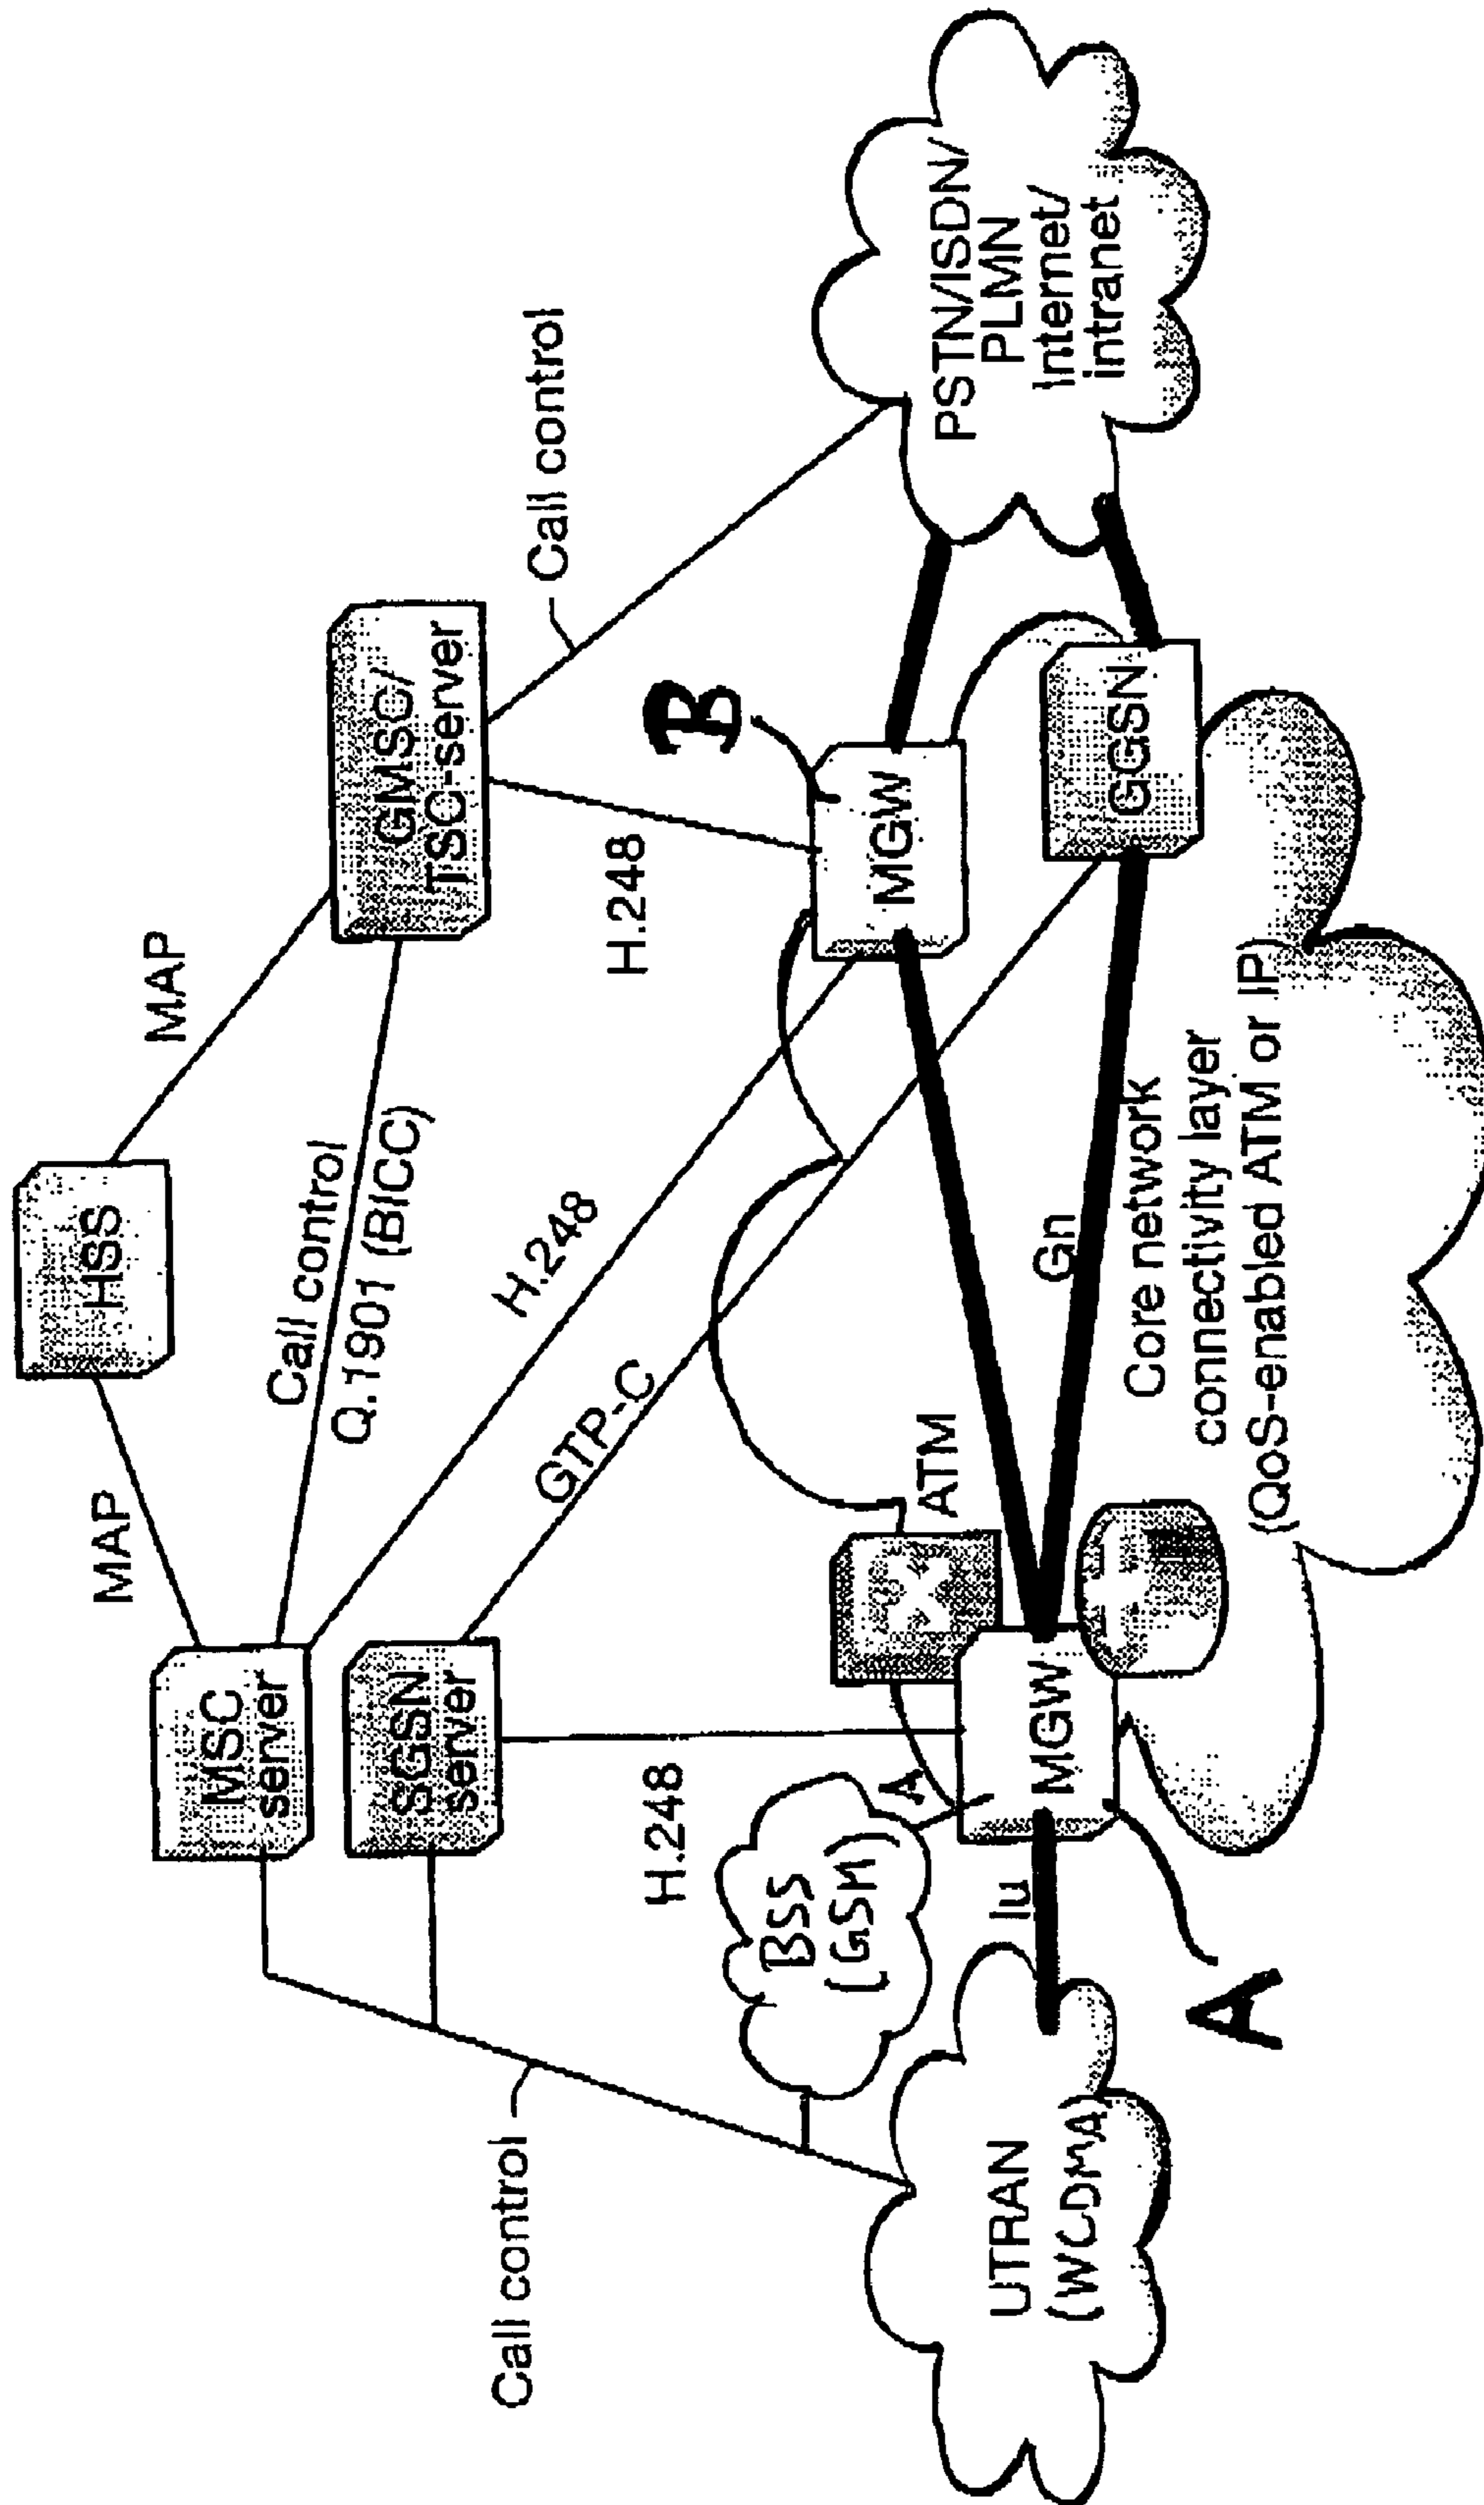 HSS
MAP
MAP
MSC
server
Call control
Q.1901 (BICC)
GMSC/
TSC-server
SGSN
server
Call control
Call control
H.248
GTP-C
H.248
H.248
B
BSS
(GSM)
A
ATM
MGW
PSTN/ISDN/
PLMN
Internet/
intranet
UTRAN
(WCDMA)
Iu
MGW
Gn
GGSN
Core network
connectivity layer
(QoS-enabled ATM or IP)
A